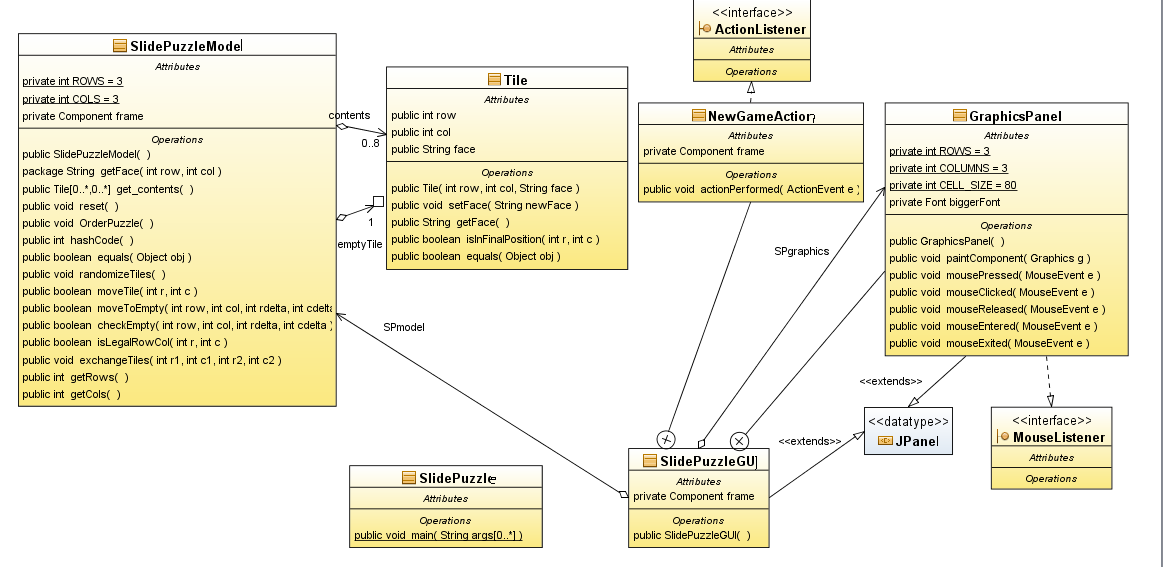 SlidePuzzleModel
Attributes
private int ROWS = 3
private int COLS = 3
private Component frame
Operations
public SlidePuzzleModel( )
package String getFace( int row, int col )
public Tile[0..*,0..*] get_contents( )
public void reset( )
public void OrderPuzzle( )
public int hashCode( )
public boolean equals( Object obj )
public void randomizeTiles( )
public boolean moveTile( int r, int c )
public boolean moveToEmpty( int row, int col, int rdelta, int cdelta
public boolean checkEmpty( int row, int col, int rdelta, int cdelta )
public boolean isLegalRowCol( int r, int c )
public void exchangeTiles( int r1, int c1, int r2, int c2 )
public int getRows( )
public int getCols( )
contents
0..8
1
emptyTile
Tile
Attributes
public int row
public int col
public String face
Operations
public Tile( int row, int col, String face )
public void setFace( String newFace )
public String getFace( )
public boolean isInFinalPosition( int r, int c )
public boolean equals( Object obj )
<<interface>>
ActionListener
Attributes
Operations
NewGameAction
Attributes
private Component frame
Operations
public void actionPerformed( ActionEvent e )
GraphicsPanel
Attributes
private int ROWS = 3
private int COLUMNS = 3
private int CELL_SIZE = 80
private Font biggerFont
Operations
public GraphicsPanel( )
public void paintComponent( Graphics g )
public void mousePressed( MouseEvent e )
public void mouseClicked( MouseEvent e )
public void mouseReleased( MouseEvent e )
public void mouseEntered( MouseEvent e )
public void mouseExited( MouseEvent e )
SPgraphics
SPmodel
<<extends>>
<<extends>>
<<datatype>>
JPanel
<<interface>>
MouseListener
Attributes
Operations
SlidePuzzle
Attributes
Operations
public void main( String args[0..*] )
SlidePuzzleGUI
Attributes
private Component frame
Operations
public SlidePuzzleGUI( )